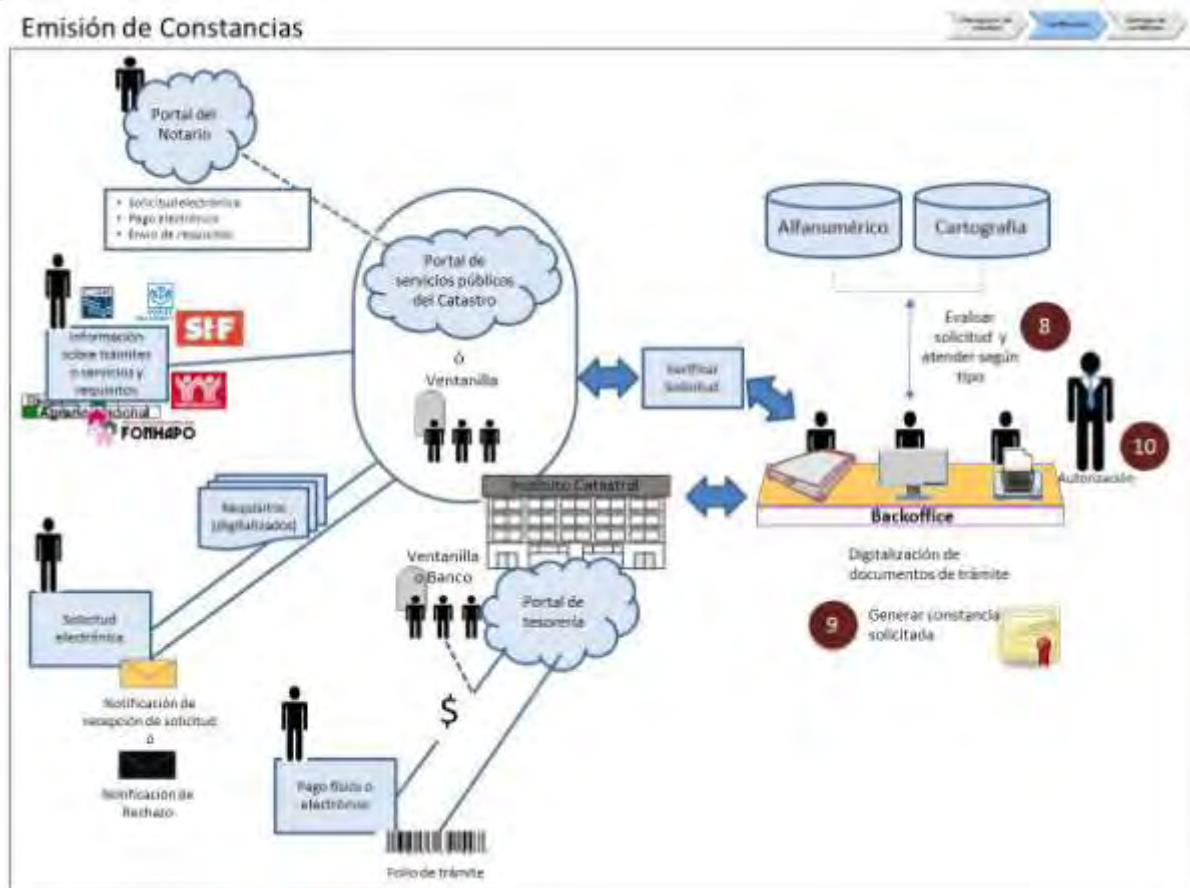 Emisión de Constancias
Portal del
Notario
• Solicitud electrónica
• Pago electrónico
• Envío de requisitos
Portal de
servicios públicos
del Catastro
ó
Ventanilla
Información
sobre trámites
o servicios y
requisitos
SHF
FONHAPO
Alfanumérico
Cartografía
Evaluar
solicitud y
atender según
tipo
8
Verificar
Solicitud
10
Autorización
Backoffice
Requisitos
(digitalizados)
Instituto Catastral
Ventanilla
o Banco
Portal de
tesorería
Digitalización de
documentos de trámite
9
Generar constancia
solicitada
Solicitud
electrónica
Notificación de
recepción de solicitud
ó
Notificación de
Rechazo
$
Pago físico o
electrónico
Folio de trámite